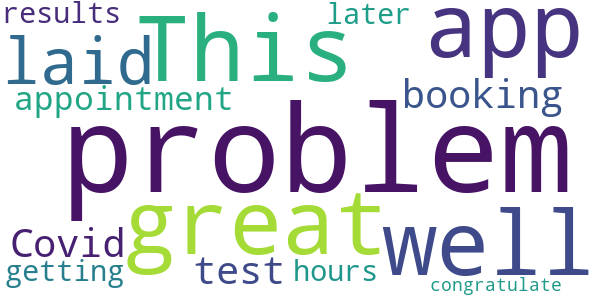 results This later app
laid
appointment booking
problem
great well
Covid test hours
getting congratulate